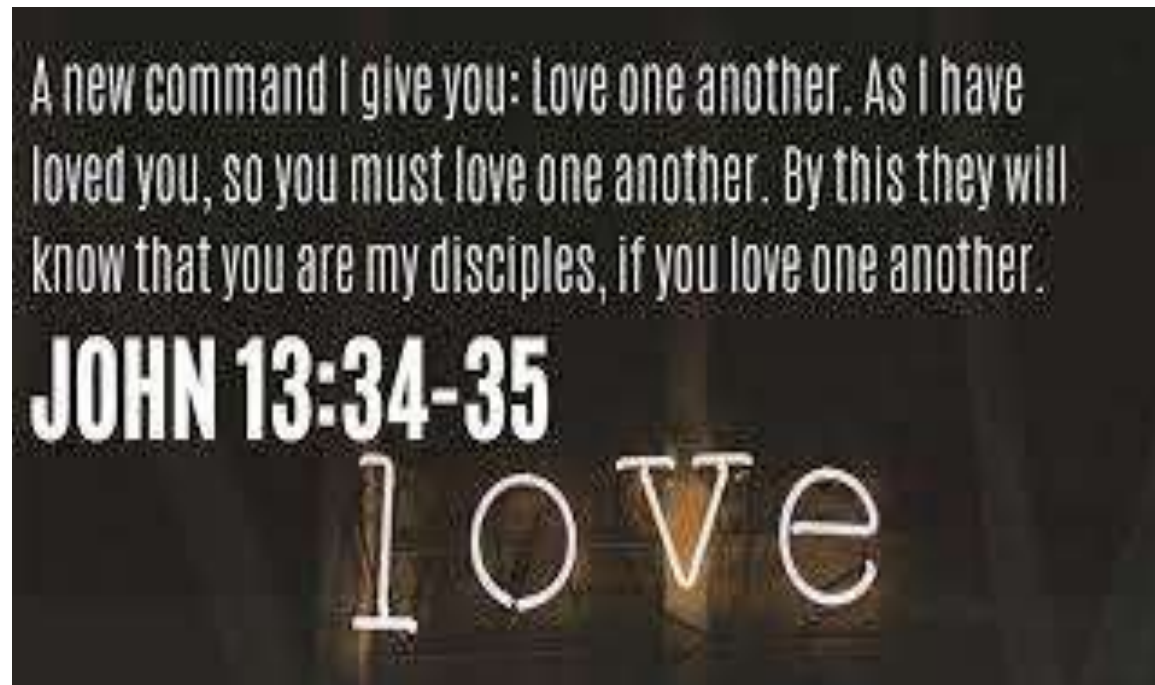 A new command I give you: Love one another. As I have
loved you, so you must love one another. By this they will
know that you are my disciples, if you love one another.
JOHN 13:34-35
love